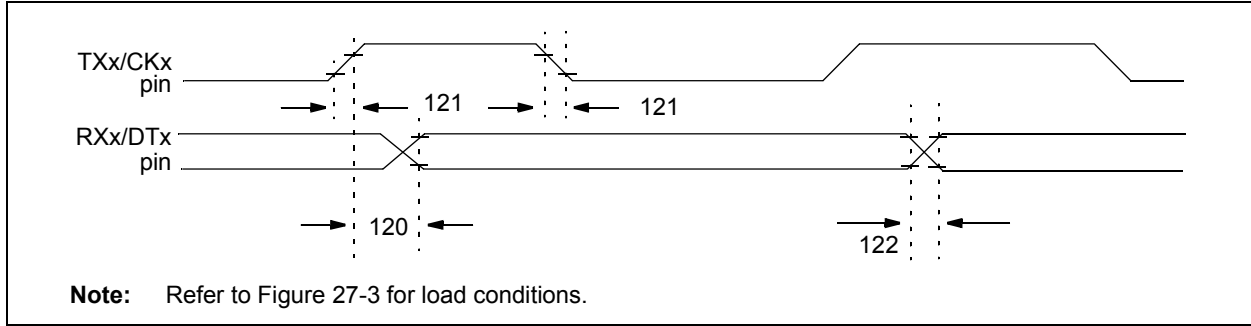 TXx/CKx
pin
121
121
RXx/DTx
pin
120
122
Note: Refer to Figure 27-3 for load conditions.